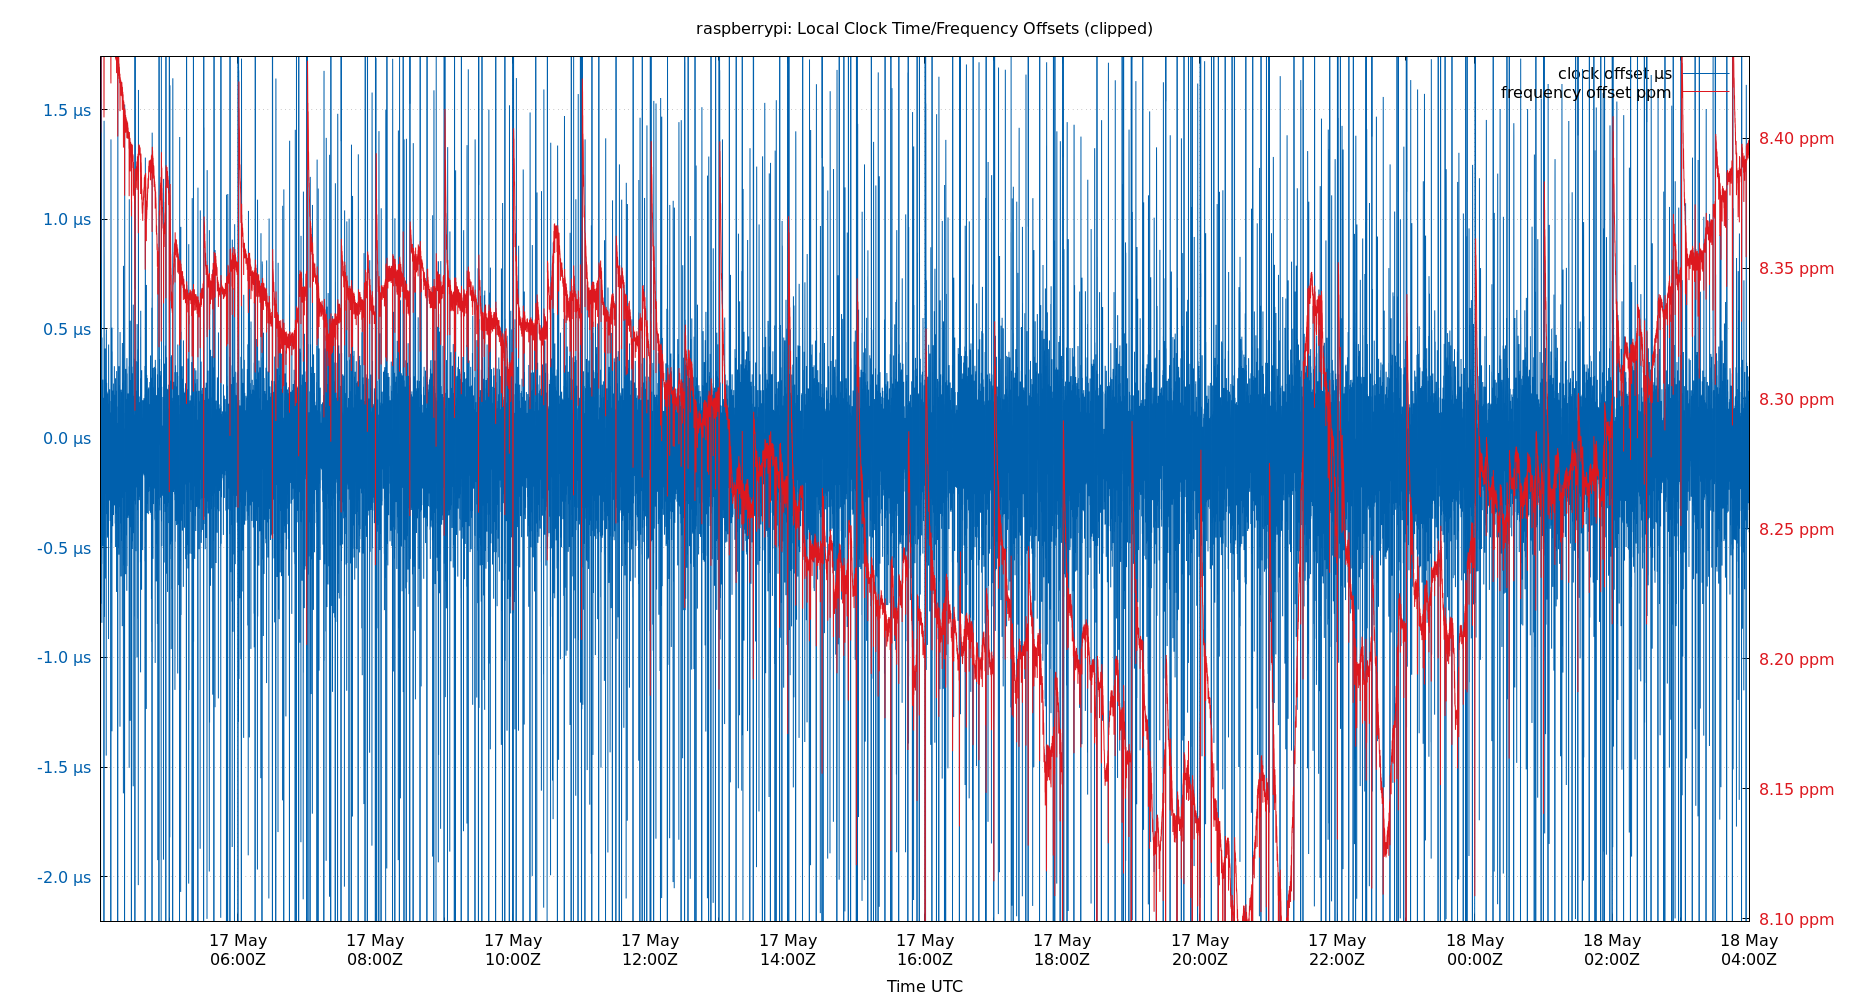 raspberrypi: Local Clock Time/Frequency Offsets (clipped)
clock offset µs
frequency offset ppm
1.5 µs
1.0 µs
0.5 µs
0.0 µs
-0.5 µs
-1.0 µs
-1.5 µs
-2.0 µs
8.40 ppm
8.35 ppm
8.30 ppm
8.25 ppm
8.20 ppm
8.15 ppm
8.10 ppm
17 May 17 May 17 May 17 May 17 May 17 May 17 May 17 May 17 May 18 May 18 May 18 May
06:00Z 08:00Z 10:00Z 12:00Z 14:00Z 16:00Z 18:00Z 20:00Z 22:00Z 00:00Z 02:00Z 04:00Z
Time UTC